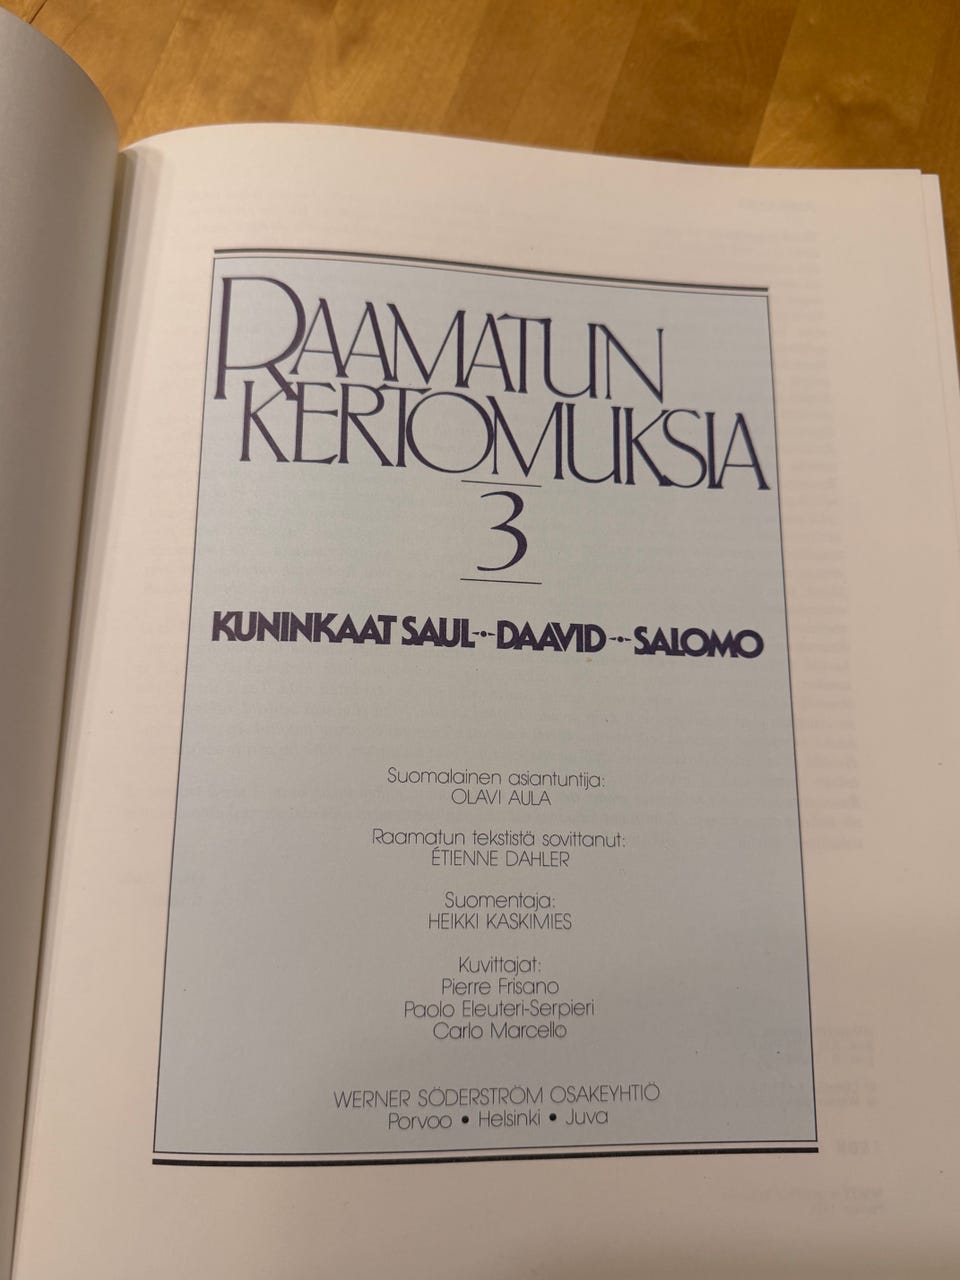 RAAMATUN
KERTOMUKSIA
3
KUNINKAAT SAUL-•-DAAVID-•-SALOMO
Suomalainen asiantuntija:
OLAVI AULA
Raamatun tekstistä sovittanut:
ÉTIENNE DAHLER
Suomentaja:
HEIKKI KASKIMIES
Kuvittajat:
Pierre Frisano
Paolo Eleuteri-Serpieri
Carlo Marcello
WERNER SÖDERSTRÖM OSAKEYHTIÖ
Porvoo • Helsinki • Juva